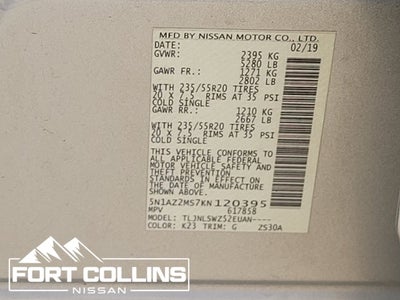 MFD BY NISSAN MOTOR CO., LTD.
DATE: 02/19
GVWR: 2395 KG
5280 LB
GAWR FR: 1271 KG
2802 LB
WITH 235/55R20 TIRES
20 X 7.5 RIMS AT 35 PSI
COLD SINGLE
GAWR RR: 1210 KG
2667 LB
WITH 235/55R20 TIRES
20 X 7.5 RIMS AT 35 PSI
COLD SINGLE
THIS VEHICLE CONFORMS TO ALL
APPLICABLE FEDERAL MOTOR
VEHICLE SAFETY, BUMPER, AND
THEFT PREVENTION
STANDARDS IN EFFECT ON THE
DATE OF MANUFACTURE
SHOWN ABOVE
5N1AZ2MS7KN120395
MPV 617858
MODEL: TLJNLSWZ52EUAN----
COLOR: K23 TRIM: G ZS30A
FORT COLLINS
NISSAN